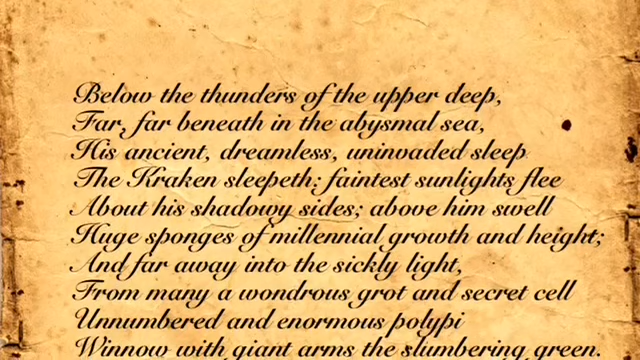 Below the thunders of the upper deep,
Far, far beneath in the abysmal sea,
His ancient, dreamless, uninvaded sleep
The Kraken sleepeth: faintest sunlights flee
About his shadowy sides; above him swell
Huge sponges of millennial growth and height;
And far away into the sickly light,
From many a wondrous grot and secret cell
Unnumbered and enormous polypi
Winnow with giant arms the slumbering green.